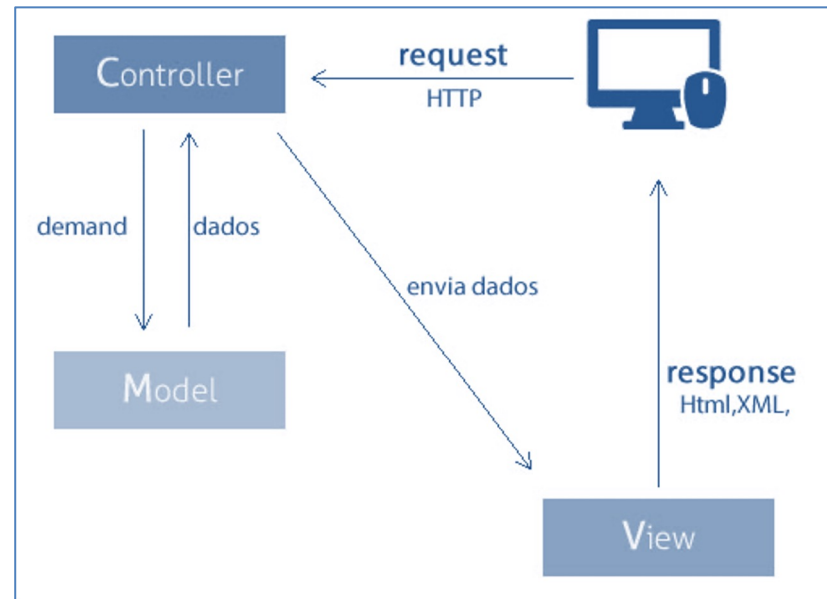 Controller
request
HTTP
demand
dados
envia dados
Model
response
Html,XML,
View